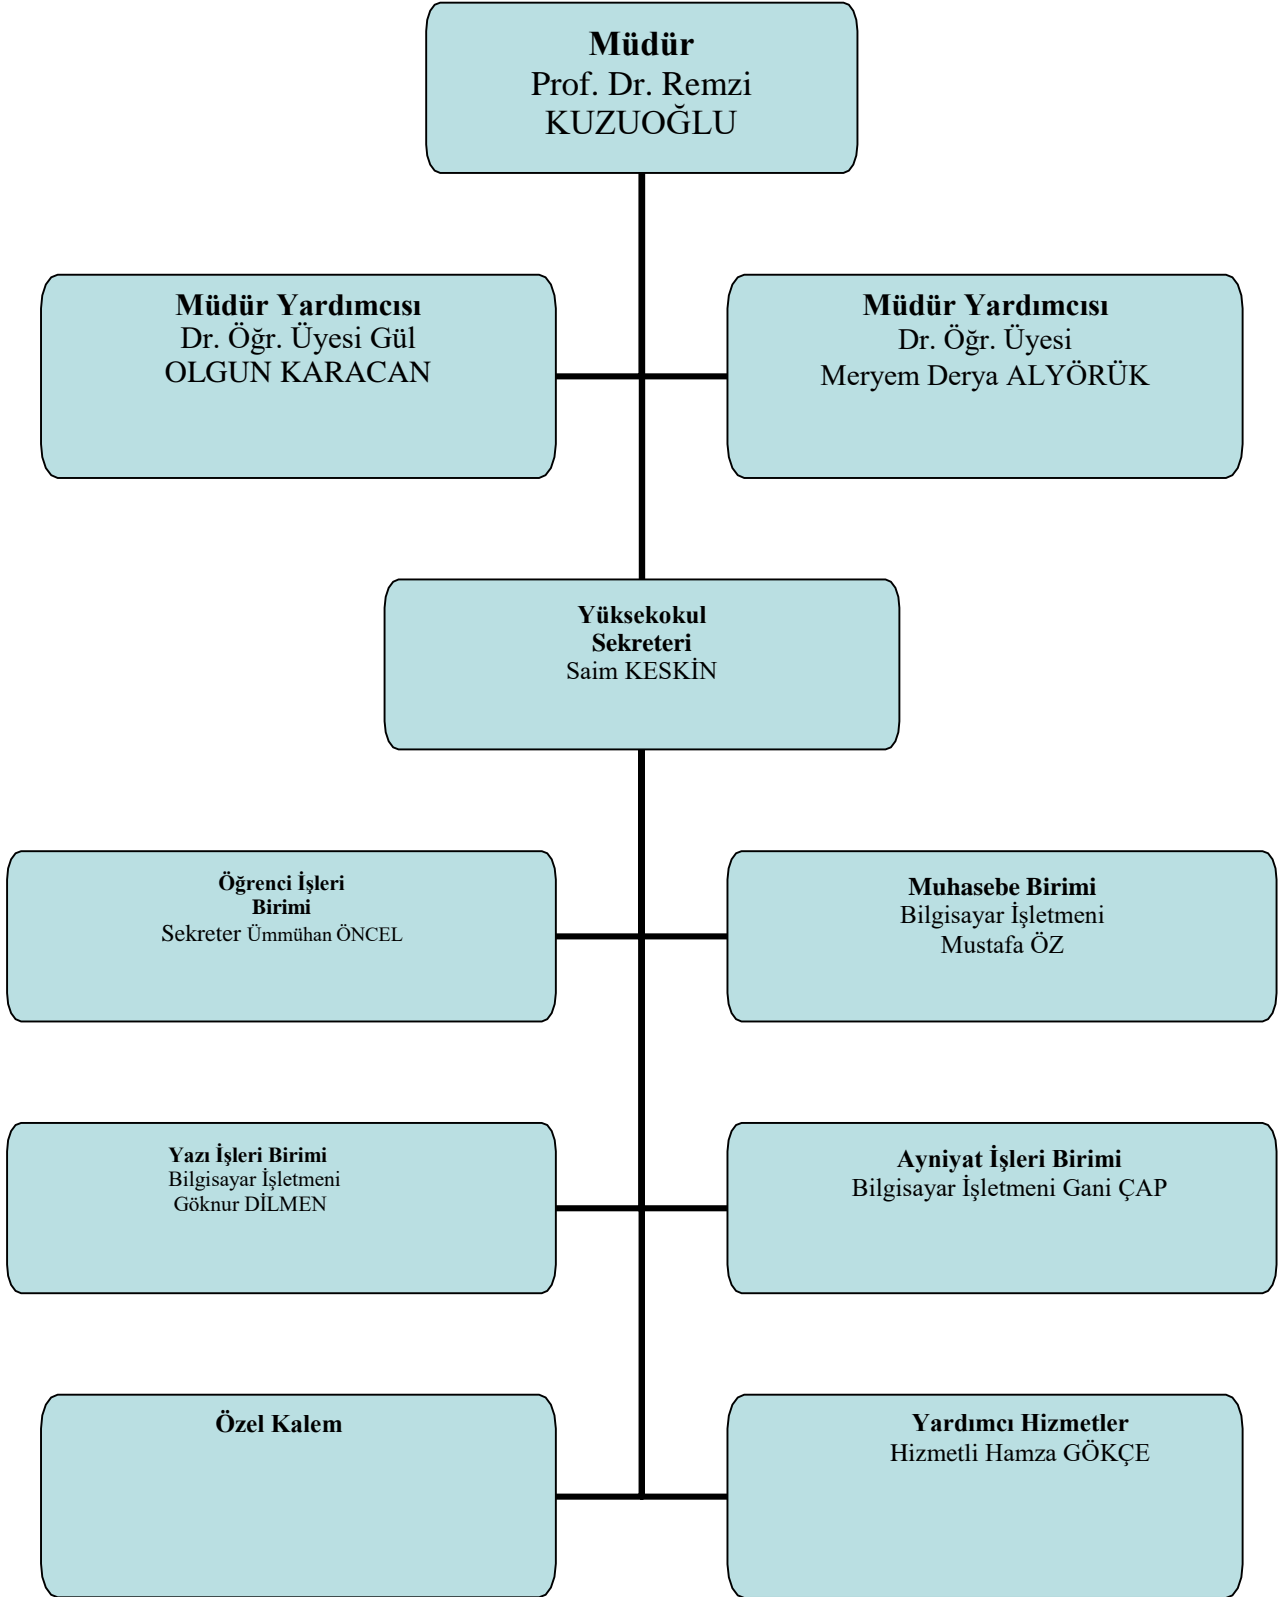 Müdür
Prof. Dr. Remzi
KUZUOĞLU
Müdür Yardımcısı
Dr. Öğr. Üyesi Gül
OLGUN KARACAN
Müdür Yardımcısı
Dr. Öğr. Üyesi
Meryem Derya ALYÖRÜK
Yüksekokul
Sekreteri
Saim KESKİN
Öğrenci İşleri
Birimi
Sekreter Ümmühan ÖNCEL
Muhasebe Birimi
Bilgisayar İşletmeni
Mustafa ÖZ
Yazı İşleri Birimi
Bilgisayar İşletmeni
Göknur DİLMEN
Ayniyat İşleri Birimi
Bilgisayar İşletmeni Gani ÇAP
Özel Kalem
Yardımcı Hizmetler
Hizmetli Hamza GÖKÇE